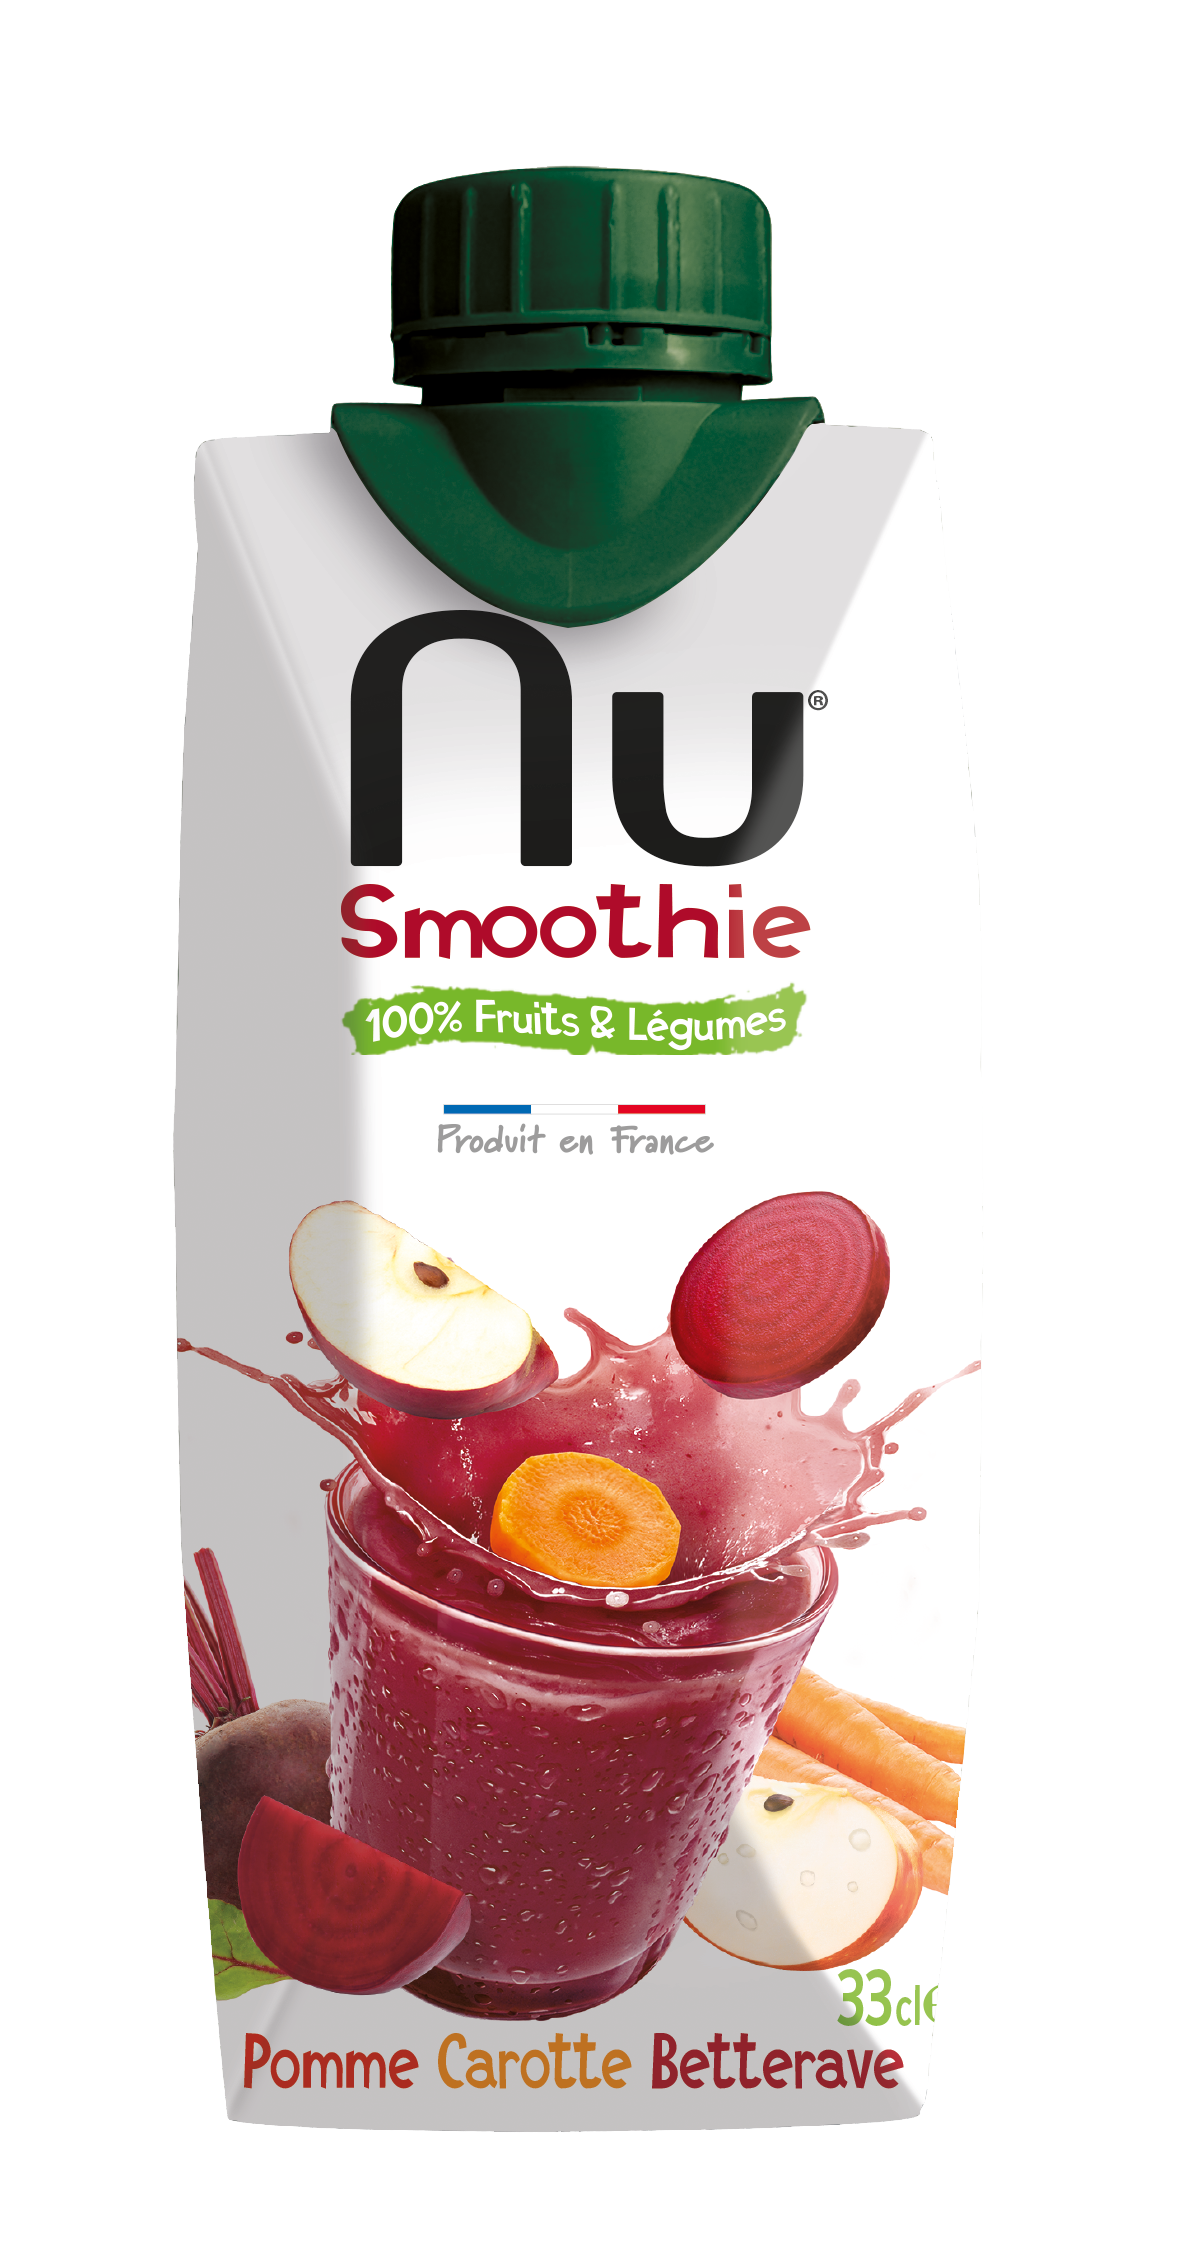 nu®
Smoothie
100% Fruits & Légumes
Produit en France
33cl℮
Pomme Carotte Betterave